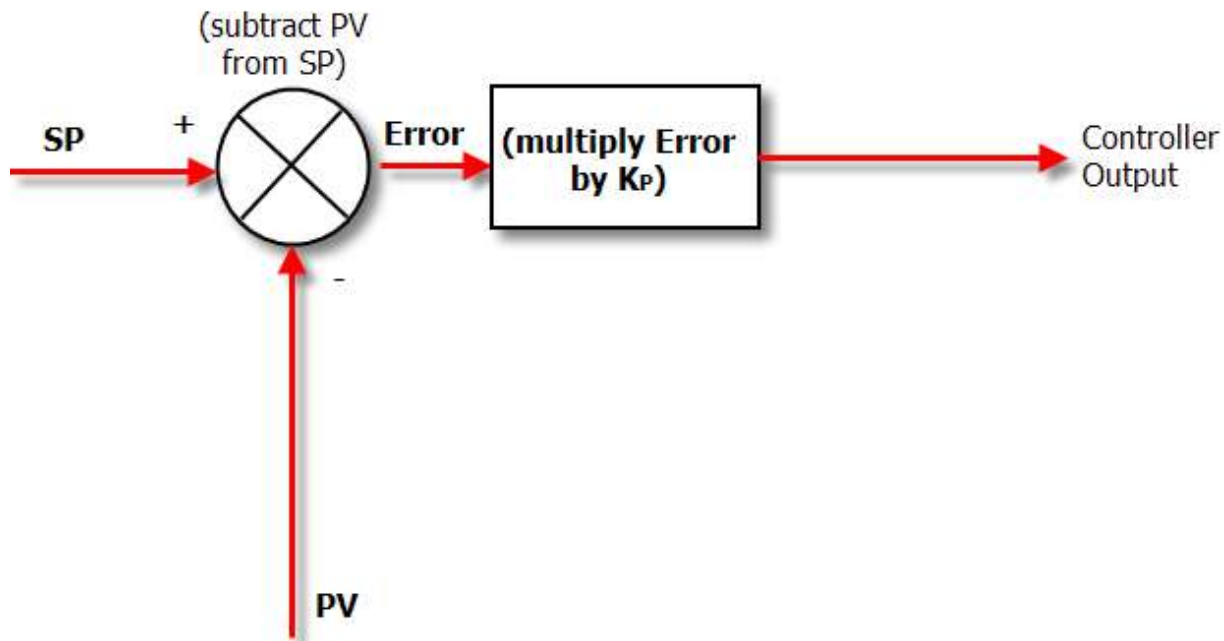 (subtract PV
from SP)
SP
+
Error
(multiply Error
by KP)
Controller
Output
-
PV